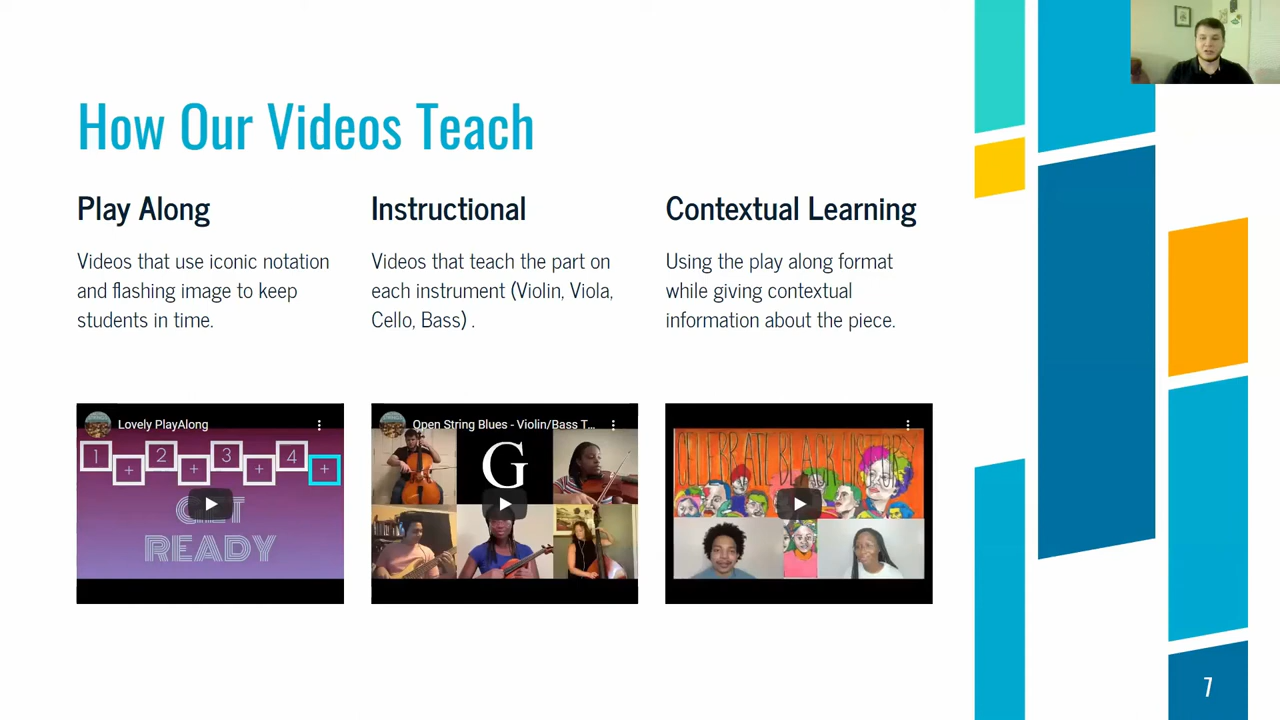 How Our Videos Teach
Play Along
Videos that use iconic notation
and flashing image to keep
students in time.
Instructional
Videos that teach the part on
each instrument (Violin, Viola,
Cello, Bass) .
Contextual Learning
Using the play along format
while giving contextual
information about the piece.
Lovely PlayAlong
1 + 2 + 3 + 4 +
GET
READY
Open String Blues - Violin/Bass T...
G
CELEBRATE BLACK HISTORY
7